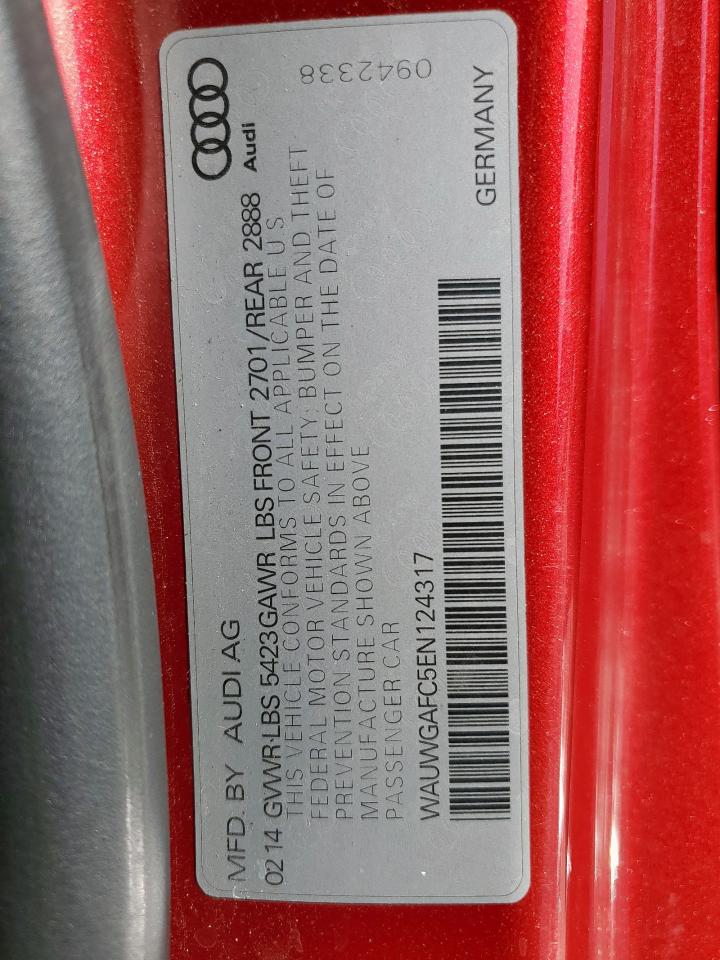 MFD. BY AUDI AG
Audi
02 14 GVWR·LBS 5423 GAWR LBS FRONT 2701/REAR 2888
THIS VEHICLE CONFORMS TO ALL APPLICABLE U S
FEDERAL MOTOR VEHICLE SAFETY; BUMPER AND THEFT
PREVENTION STANDARDS IN EFFECT ON THE DATE OF
MANUFACTURE SHOWN ABOVE
PASSENGER CAR
0942338
WAUWGAFC5EN124317
GERMANY